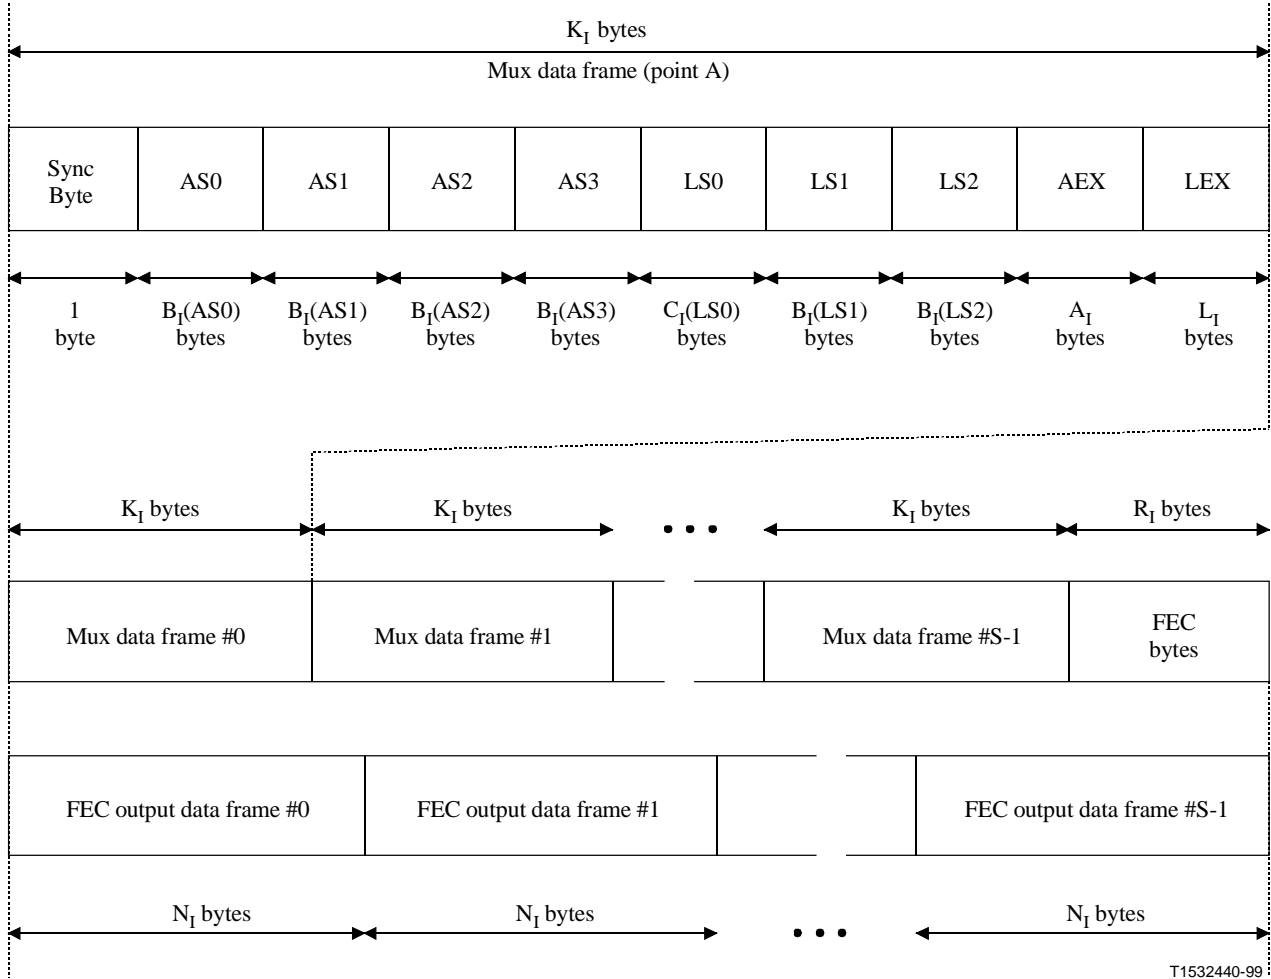 K_I bytes
Mux data frame (point A)
Sync
Byte
AS0
AS1
AS2
AS3
LS0
LS1
LS2
AEX
LEX
1
byte
B_I(AS0)
bytes
B_I(AS1)
bytes
B_I(AS2)
bytes
B_I(AS3)
bytes
C_I(LS0)
bytes
B_I(LS1)
bytes
B_I(LS2)
bytes
A_I
bytes
L_I
bytes
K_I bytes
K_I bytes
• • •
K_I bytes
R_I bytes
Mux data frame #0
Mux data frame #1
Mux data frame #S-1
FEC
bytes
FEC output data frame #0
FEC output data frame #1
FEC output data frame #S-1
N_I bytes
N_I bytes
• • •
N_I bytes
T1532440-99